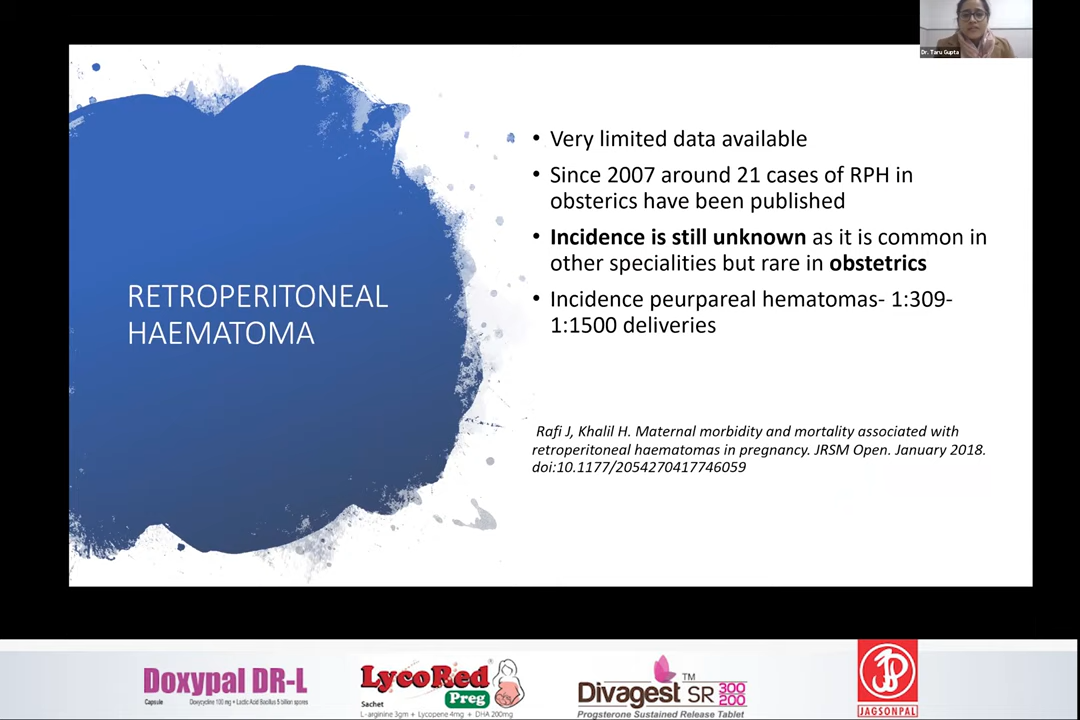 Dr. Taru Gupta
RETROPERITONEAL
HAEMATOMA
• Very limited data available
• Since 2007 around 21 cases of RPH in
obsterics have been published
• Incidence is still unknown as it is common in
other specialities but rare in obstetrics
• Incidence peurpareal hematomas- 1:309-
1:1500 deliveries
Rafi J, Khalil H. Maternal morbidity and mortality associated with
retroperitoneal haematomas in pregnancy. JRSM Open. January 2018.
doi:10.1177/2054270417746059
Doxypal DR-L
Capsule Doxycycline 100 mg + Lactic Acid Bacillus 5 billion spores
LycoRed®
Preg
Sachet
L-arginine 3gm + Lycopene 4mg + DHA 200mg
Divagest SR 300 200 ™
Progsterone Sustained Release Tablet
JAGSONPAL